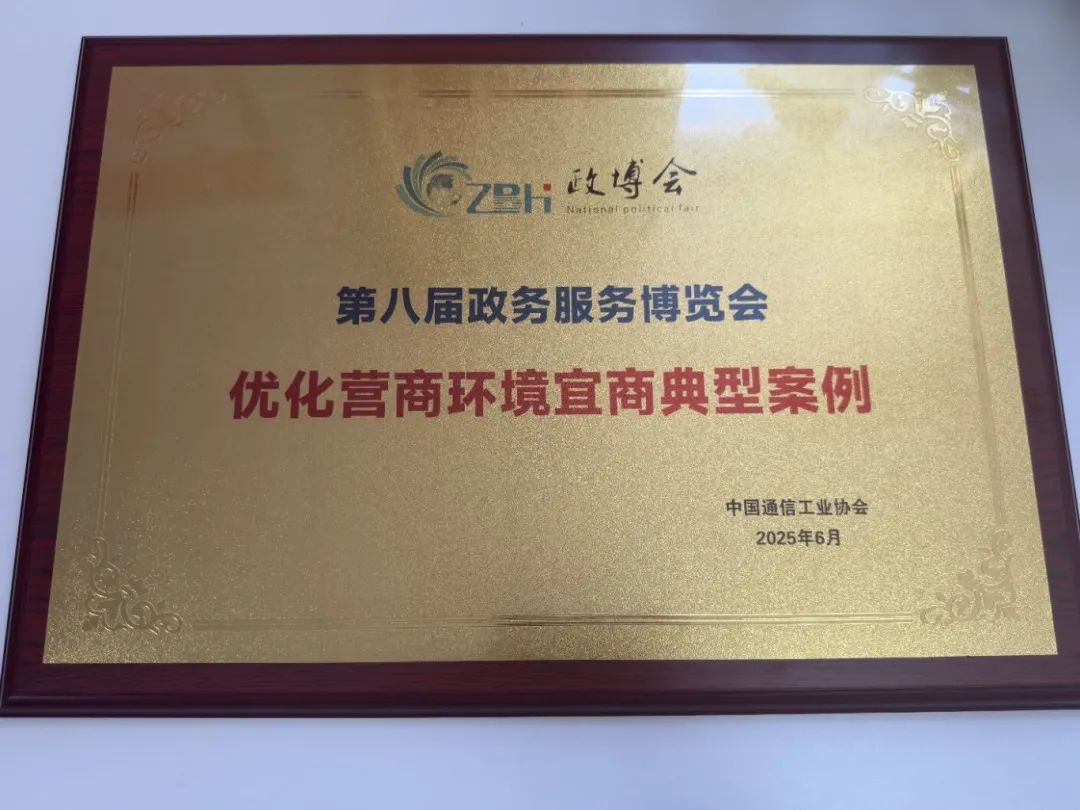 ZBhi 政博会
National political fair
第八届政务服务博览会
优化营商环境宜商典型案例
中国通信工业协会
2025年6月